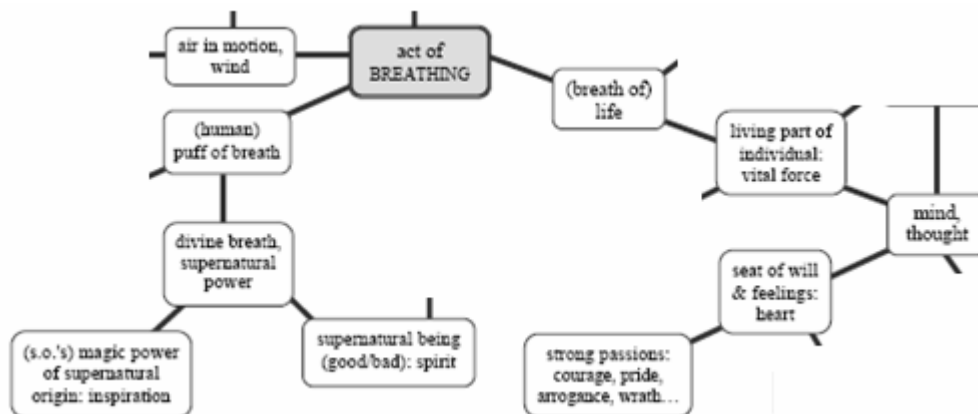 air in motion,
wind
act of
BREATHING
(breath of)
life
(human)
puff of breath
living part of
individual:
vital force
mind,
thought
divine breath,
supernatural
power
seat of will
& feelings:
heart
(s.o.'s) magic power
of supernatural
origin: inspiration
supernatural being
(good/bad): spirit
strong passions:
courage, pride,
arrogance, wrath...